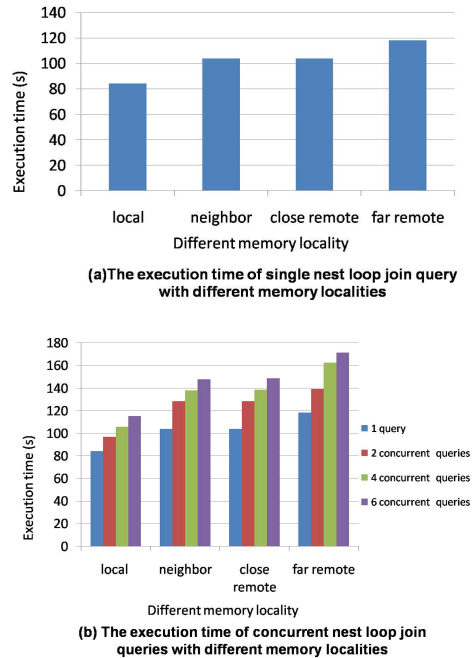 140
120
100
80
60
40
20
0
Execution time (s)
local neighbor close remote far remote
Different memory locality
(a)The execution time of single nest loop join query
with different memory localities
180
160
140
120
100
80
60
40
20
0
Execution time (s)
local neighbor close far remote
remote
Different memory locality
1 query
2 concurrent queries
4 concurrent queries
6 concurrent queries
(b) The execution time of concurrent nest loop join
queries with different memory localities